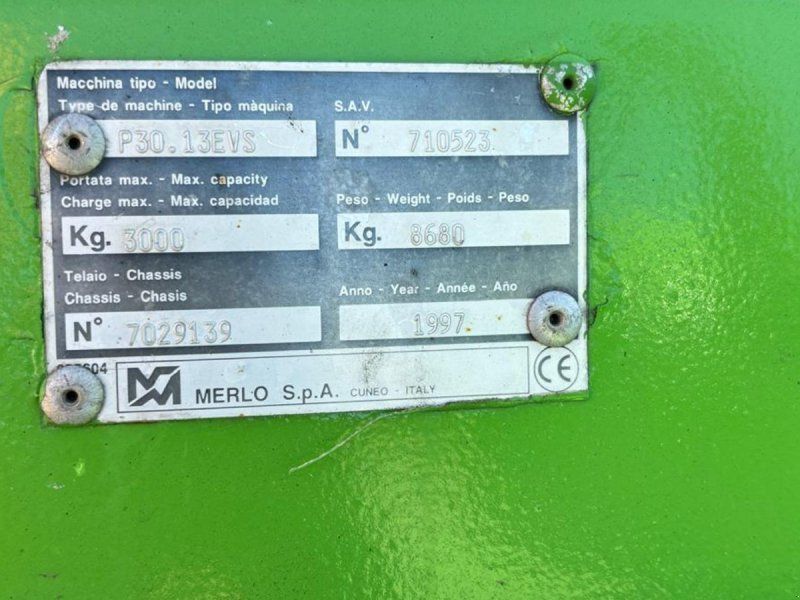 Macchina tipo - Model
Type de machine - Tipo màquina
P30.13EVS
S.A.V.
N° 710523
Portata max. - Max. capacity
Charge max. - Max. capacidad
Kg. 3000
Peso - Weight - Poids - Peso
Kg. 8680
Telaio - Chassis
Chassis - Chasis
N° 7029139
Anno - Year - Année - Año
1997
MERLO S.p.A. CUNEO - ITALY
CE